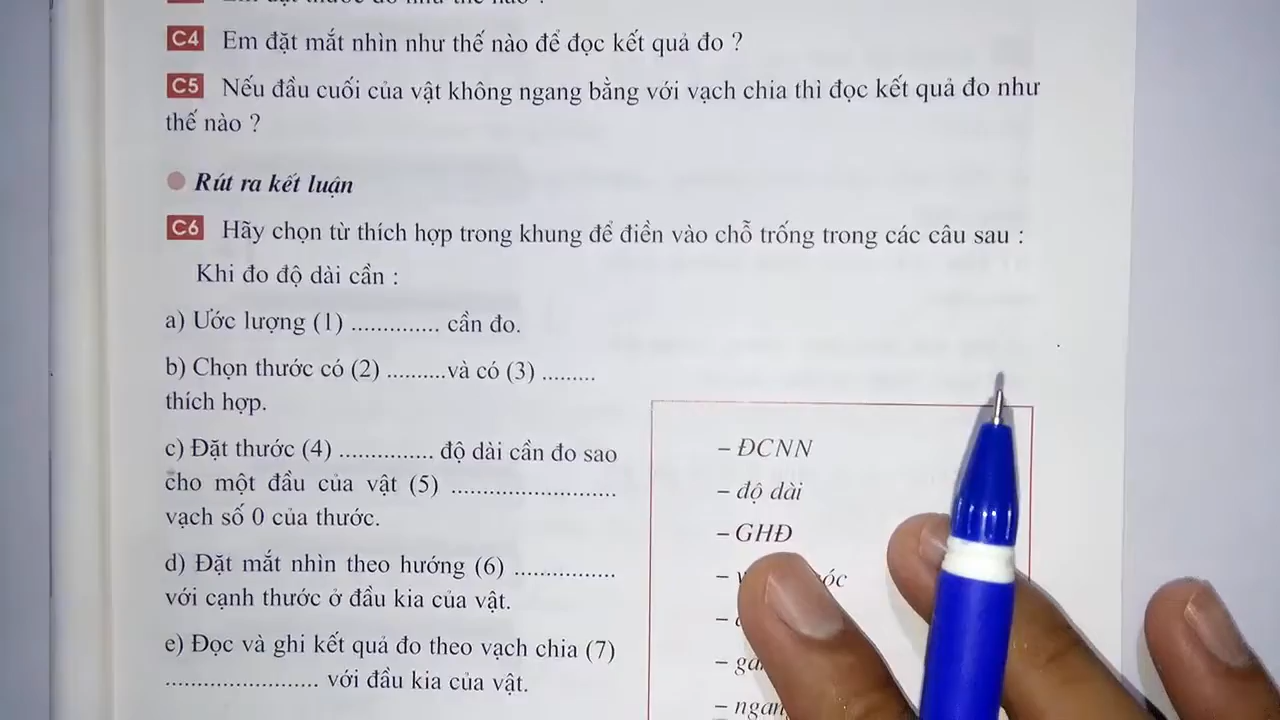 C4 Em đặt mắt nhìn như thế nào để đọc kết quả đo ?
C5 Nếu đầu cuối của vật không ngang bằng với vạch chia thì đọc kết quả đo như
thế nào ?
Rút ra kết luận
C6 Hãy chọn từ thích hợp trong khung để điền vào chỗ trống trong các câu sau :
Khi đo độ dài cần :
a) Ước lượng (1) .............. cần đo.
b) Chọn thước có (2) ..........và có (3) .........
thích hợp.
c) Đặt thước (4) ............... độ dài cần đo sao
cho một đầu của vật (5) ..........................
vạch số 0 của thước.
d) Đặt mắt nhìn theo hướng (6) ................
với cạnh thước ở đầu kia của vật.
e) Đọc và ghi kết quả đo theo vạch chia (7)
........................ với đầu kia của vật.
– ĐCNN
– độ dài
– GHĐ